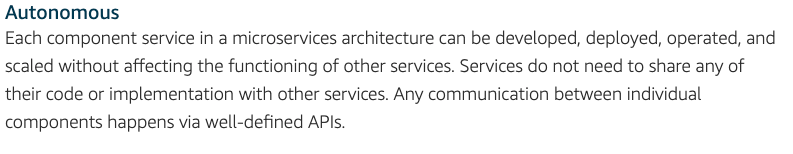 Autonomous
Each component service in a microservices architecture can be developed, deployed, operated, and
scaled without affecting the functioning of other services. Services do not need to share any of
their code or implementation with other services. Any communication between individual
components happens via well-defined APIs.